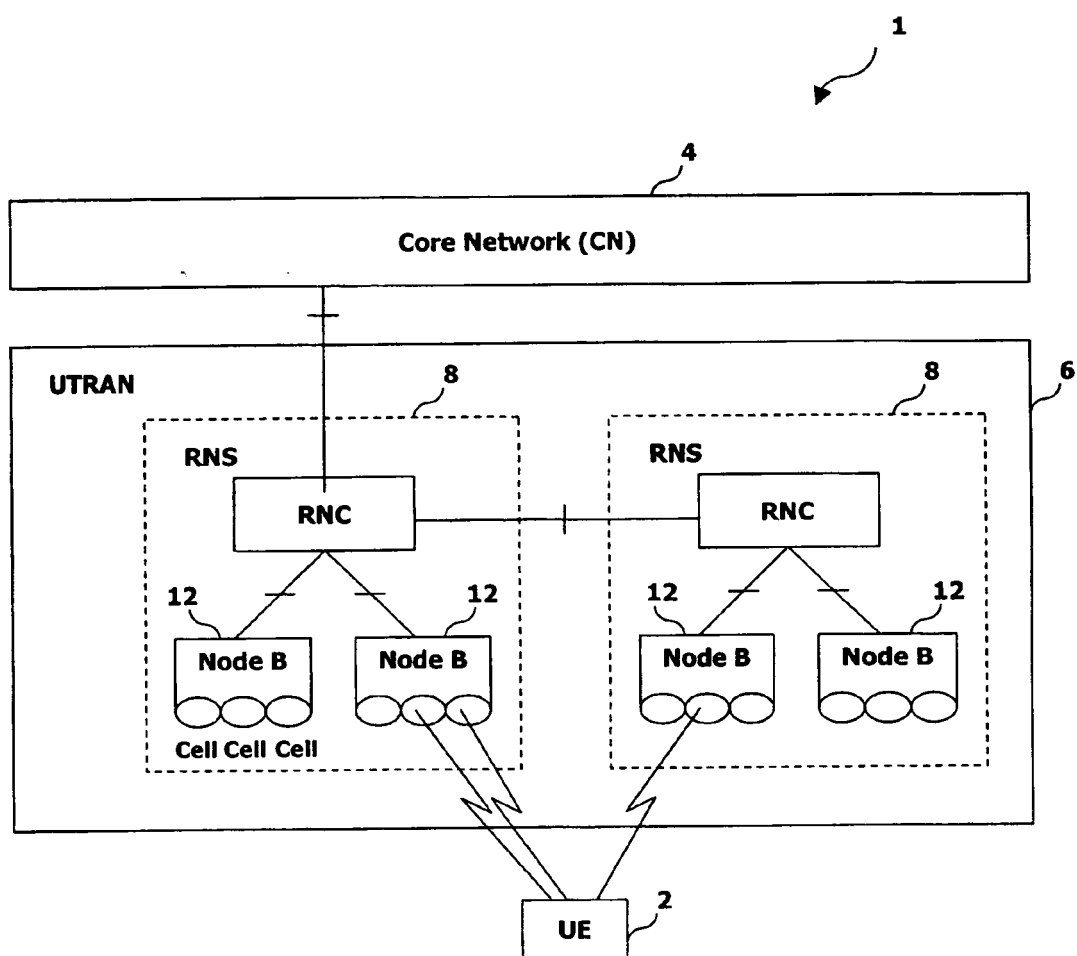 1
4
Core Network (CN)
UTRAN
8
8
6
RNS
RNS
RNC
RNC
12
12
12
12
Node B
Node B
Node B
Node B
Cell Cell Cell
UE
2